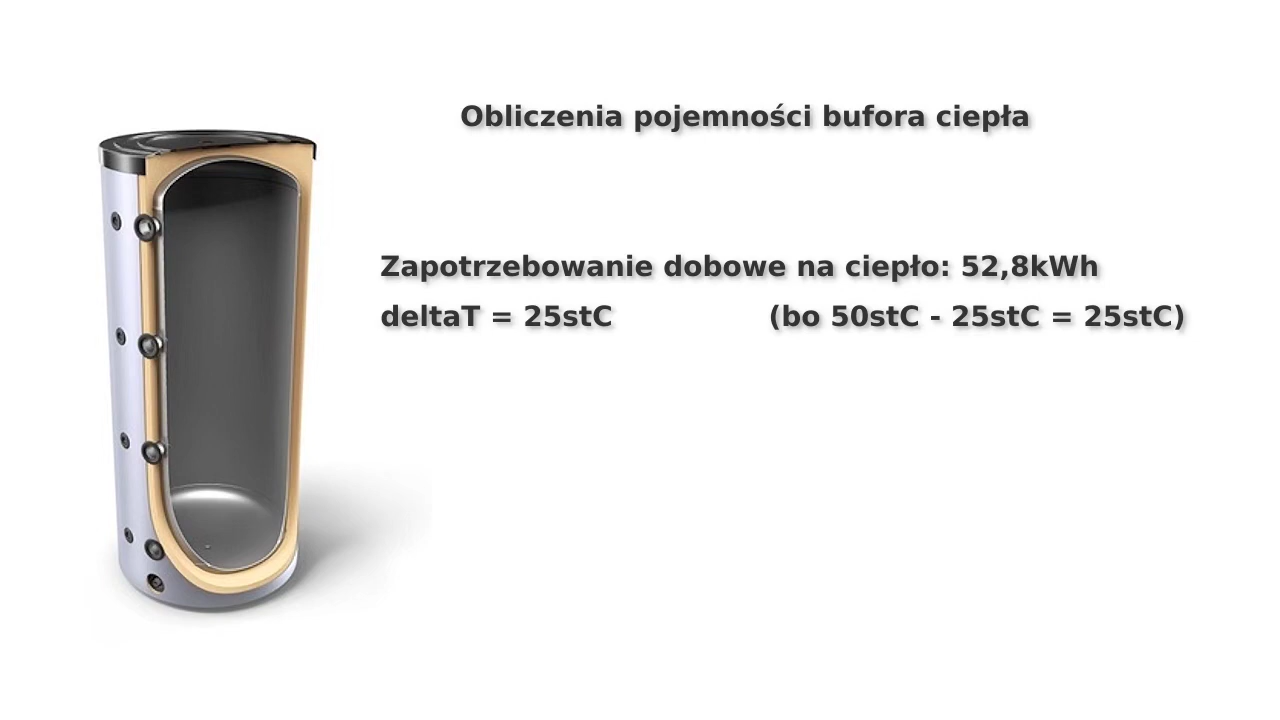 Obliczenia pojemności bufora ciepła
Zapotrzebowanie dobowe na ciepło: 52,8kWh
deltaT = 25stC (bo 50stC - 25stC = 25stC)